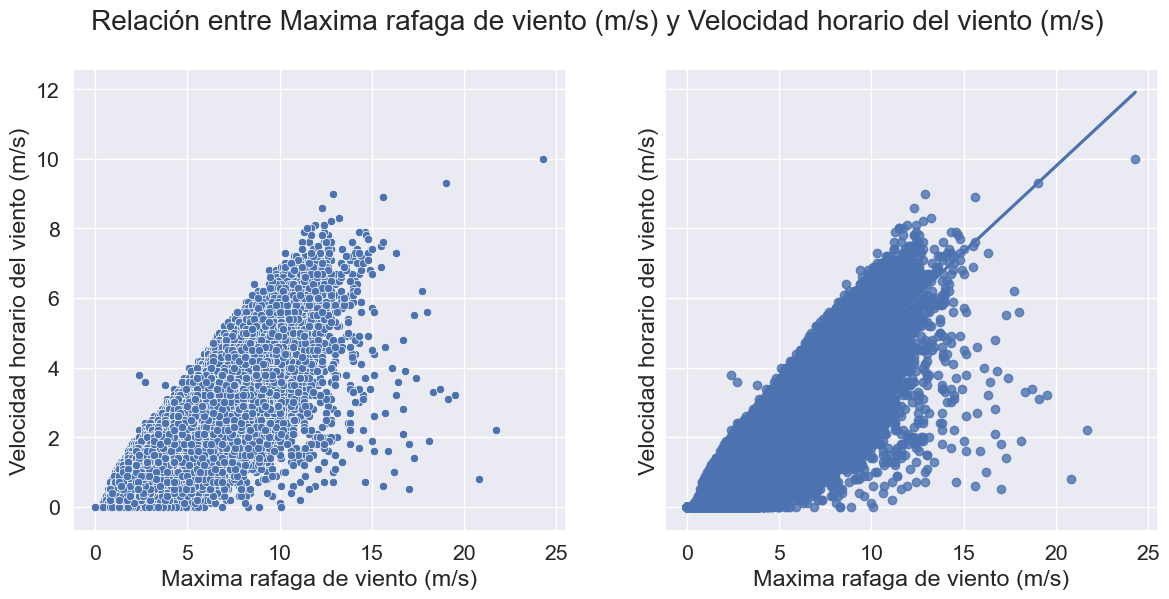 Relación entre Maxima rafaga de viento (m/s) y Velocidad horario del viento (m/s)
Velocidad horario del viento (m/s)
12
10
8
6
4
2
0
0 5 10 15 20 25
Maxima rafaga de viento (m/s)
Velocidad horario del viento (m/s)
0 5 10 15 20 25
Maxima rafaga de viento (m/s)